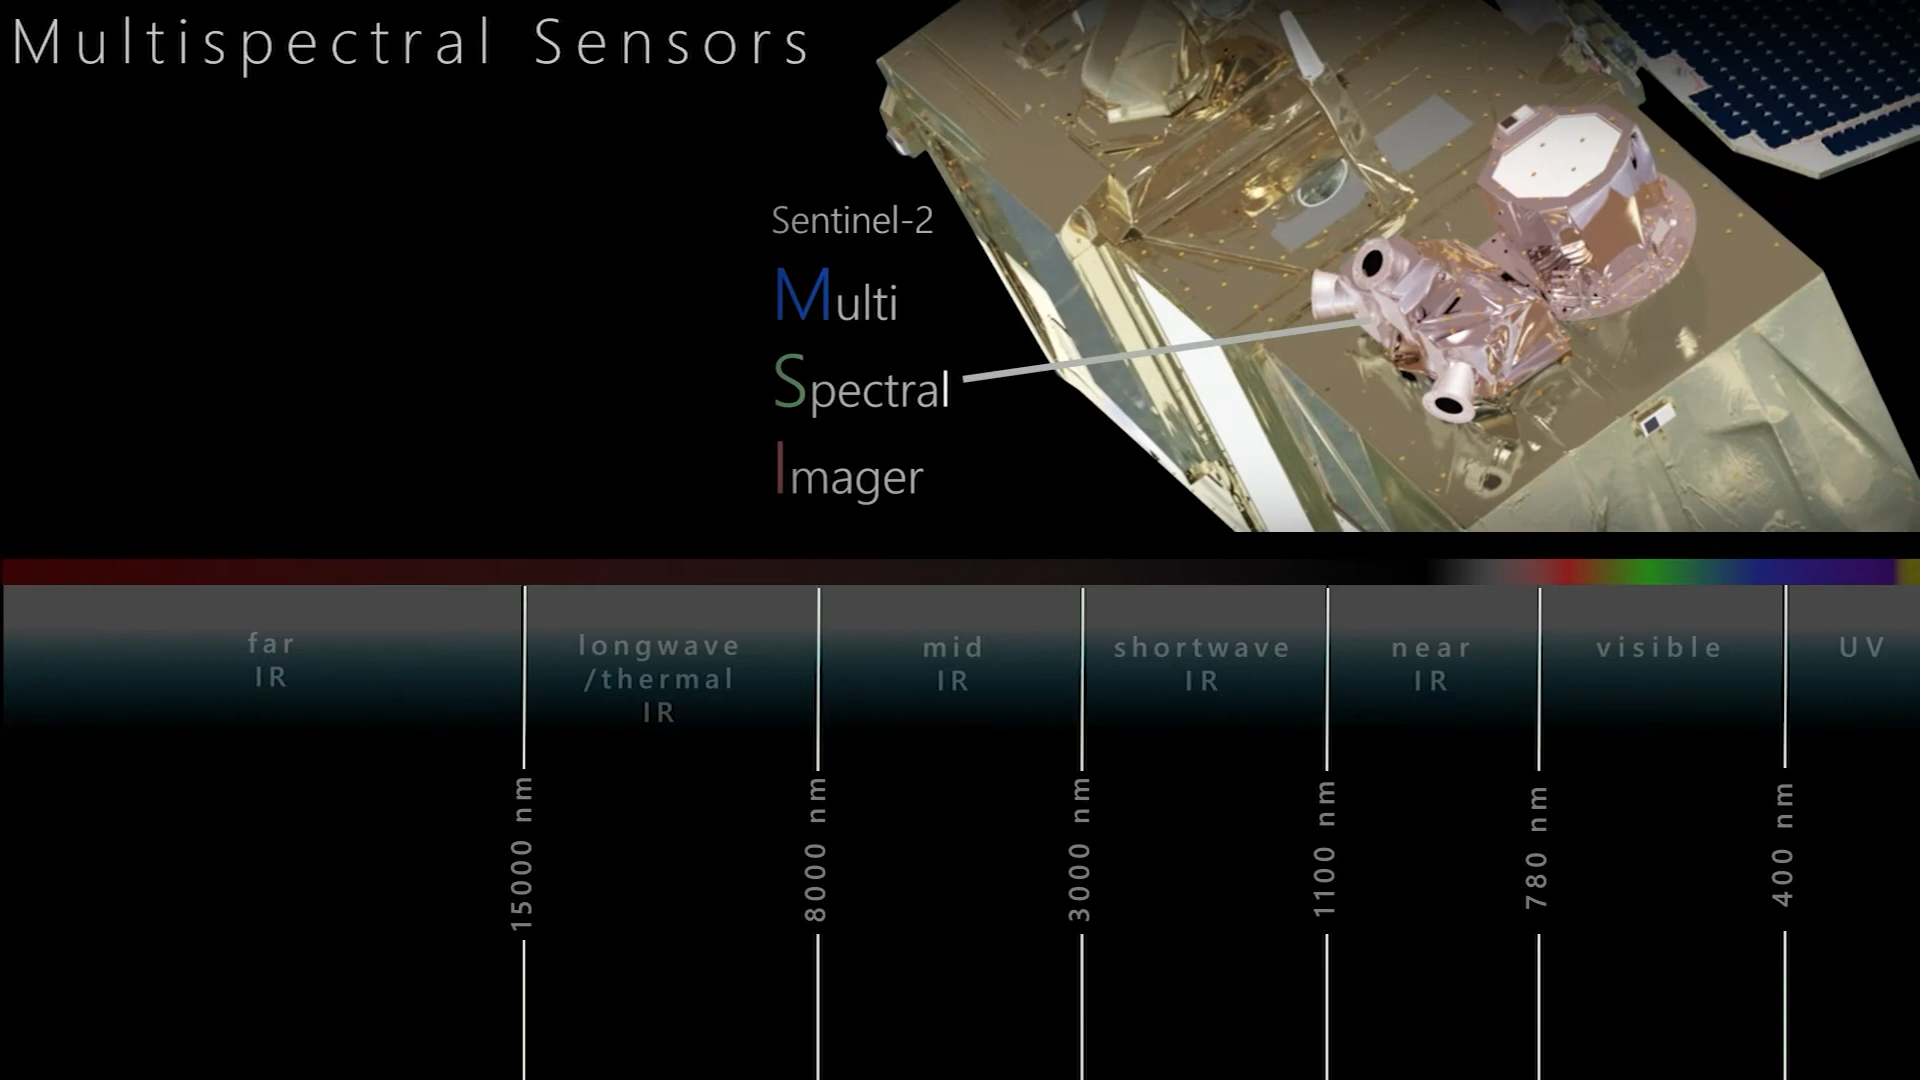 Multispectral Sensors
Sentinel-2
Multi
Spectral
Imager
far
IR
longwave
/thermal
IR
mid
IR
shortwave
IR
near
IR
visible
UV
15000 nm
8000 nm
3000 nm
1100 nm
780 nm
400 nm